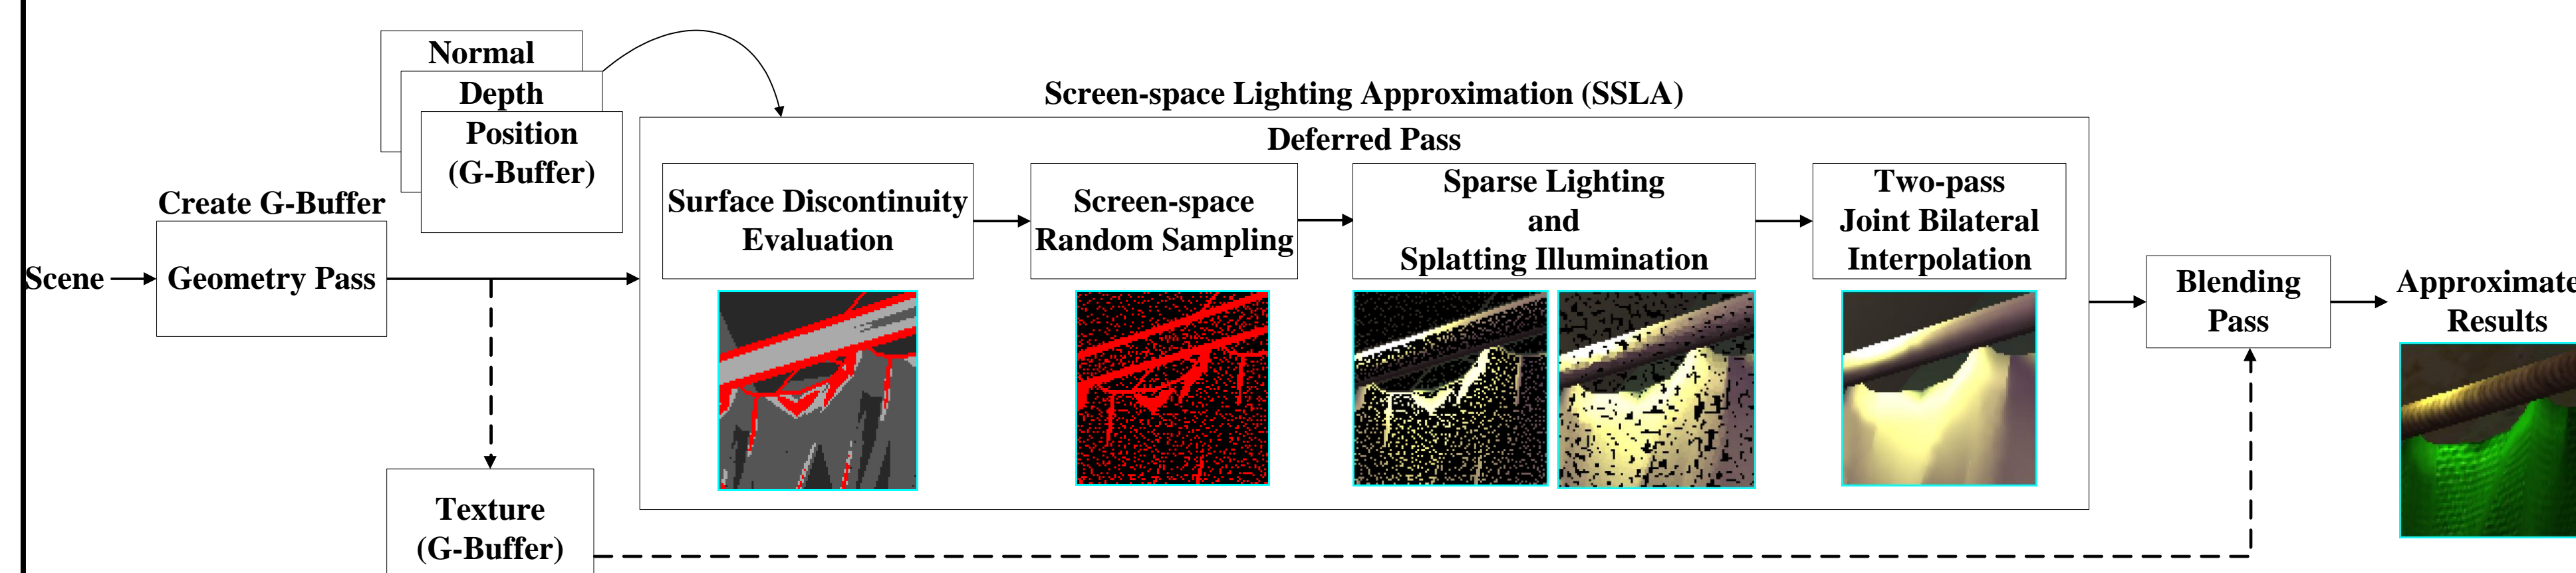 Normal
Depth
Position
(G-Buffer)
Screen-space Lighting Approximation (SSLA)
Deferred Pass
Create G-Buffer
Scene
Geometry Pass
Surface Discontinuity
Evaluation
Screen-space
Random Sampling
Sparse Lighting
and
Splatting Illumination
Two-pass
Joint Bilateral
Interpolation
Blending
Pass
Approximate
Results
Texture
(G-Buffer)